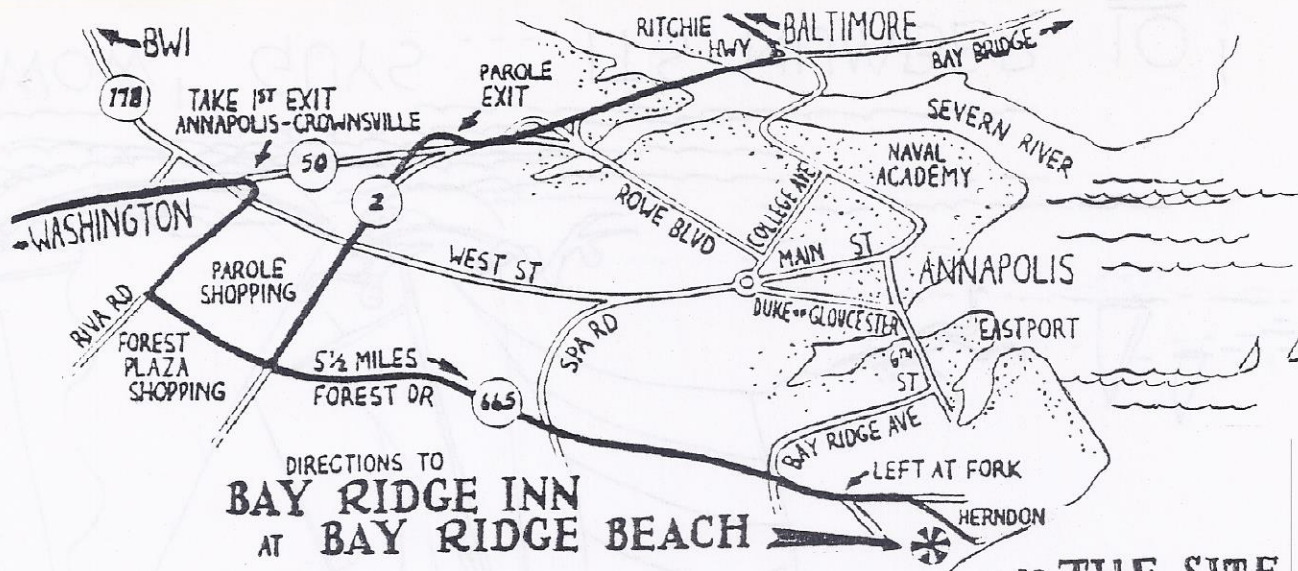 BWI
178
TAKE 1ST EXIT
ANNAPOLIS-CROWNSVILLE
50
PAROLE
EXIT
RITCHIE
HWY
BALTIMORE
BAY BRIDGE
SEVERN RIVER
NAVAL
ACADEMY
WASHINGTON
2
ROWE BLVD
COLLEGE AVE
MAIN ST
WEST ST
ANNAPOLIS
DUKE OF GLOUCESTER
EASTPORT
6TH
ST
RIVA RD
PAROLE
SHOPPING
FOREST
PLAZA
SHOPPING
5½ MILES
FOREST DR
665
SPA RD
BAY RIDGE AVE
LEFT AT FORK
HERNDON
DIRECTIONS TO
BAY RIDGE INN
AT BAY RIDGE BEACH
THE SITE